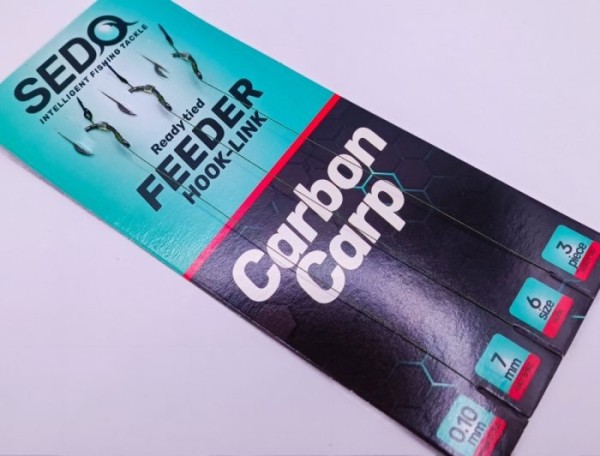 SEDO
INTELLIGENT FISHING TACKLE
Ready tied
FEEDER
HOOK-LINK
Carbon
Carp
.3
piece
6
size
7
mm
0.10
mm